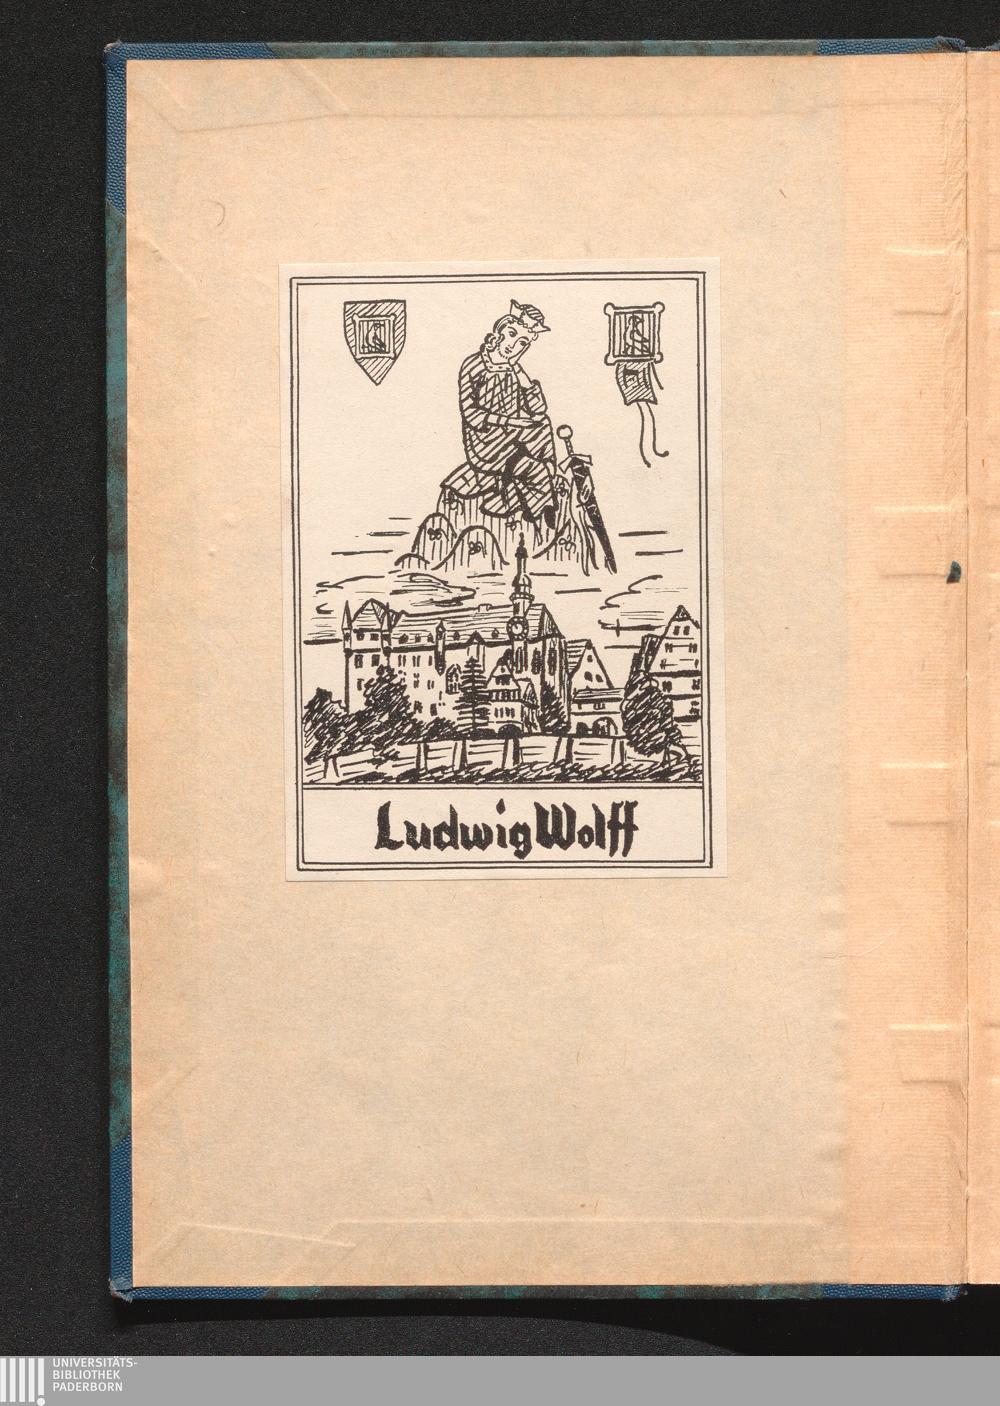 Ludwig Wolff
UNIVERSITÄTS-
BIBLIOTHEK
PADERBORN